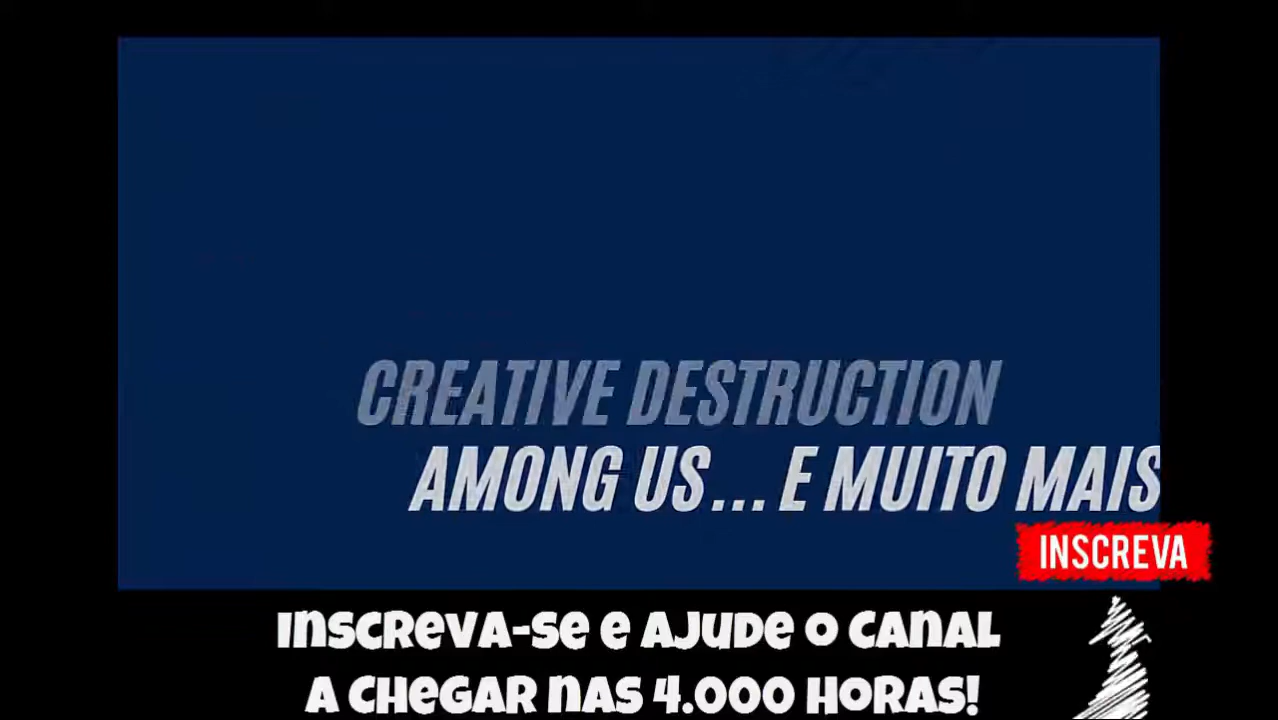 CREATIVE DESTRUCTION
AMONG US... E MUITO MAIS
INSCREVA
INSCREVA-SE E AJUDE O CANAL
A CHEGAR NAS 4.000 HORAS!